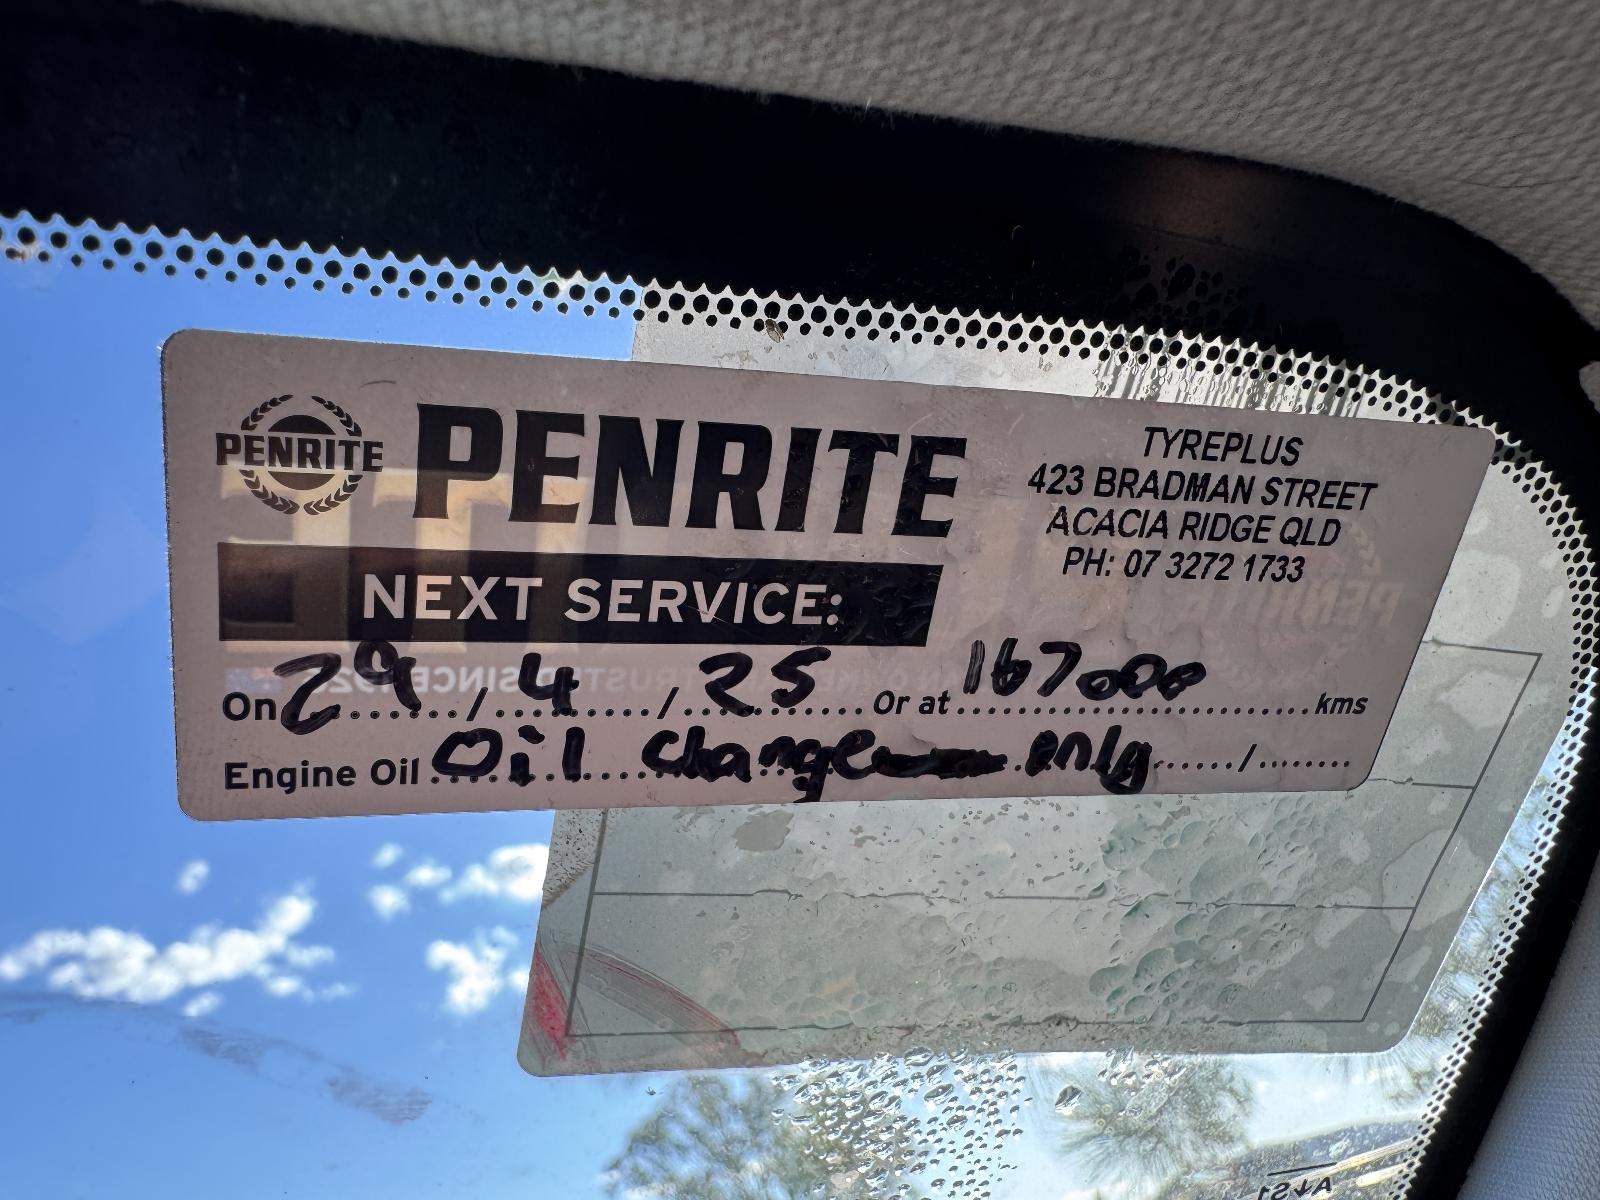 PENRITE
PENRITE
TYREPLUS
423 BRADMAN STREET
ACACIA RIDGE QLD
PH: 07 3272 1733
NEXT SERVICE:
On 29 / 4 / 25 Or at 167000 kms
Engine Oil Oil change only /